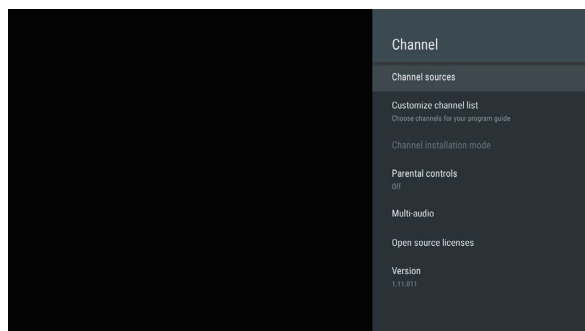 Channel
Channel sources
Customize channel list
Choose channels for your program guide
Channel installation mode
Parental controls
Off
Multi-audio
Open source licenses
Version
1.11.011